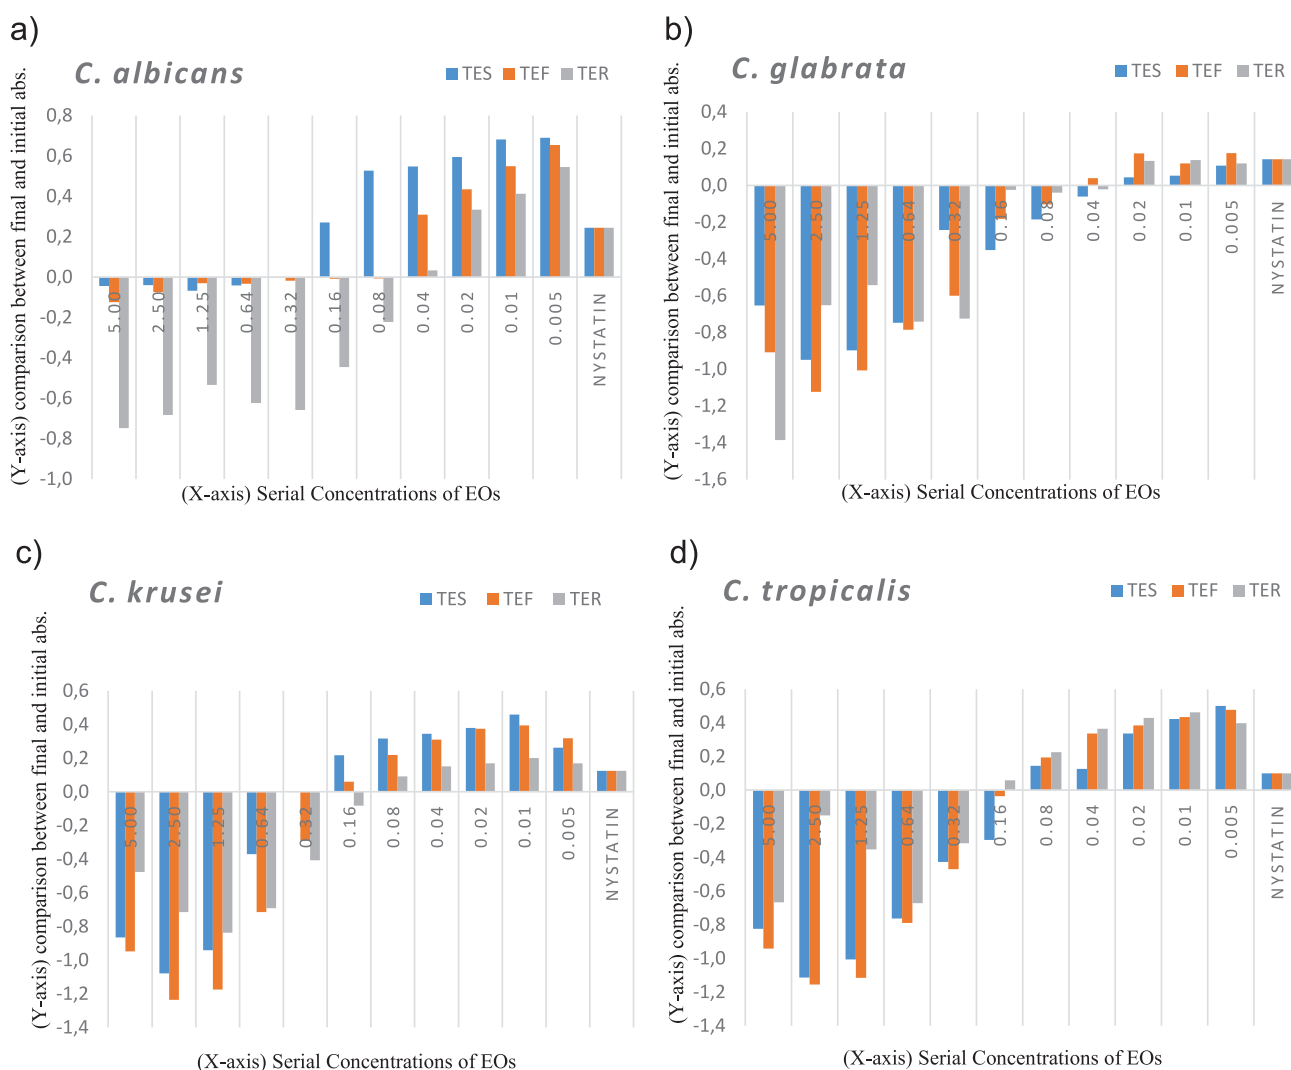 a)
C. albicans
TES TEF TER
(Y-axis) comparison between final and initial abs.
0,8
0,6
0,4
0,2
0,0
-0,2
-0,4
-0,6
-0,8
-1,0
5.00 2.50 1.25 0.64 0.32 0.16 0.08 0.04 0.02 0.01 0.005 NYSTATIN
(X-axis) Serial Concentrations of EOs
b)
C. glabrata
TES TEF TER
(Y-axis) comparison between final and initial abs.
0,4
0,2
0,0
-0,2
-0,4
-0,6
-0,8
-1,0
-1,2
-1,4
-1,6
5.00 2.50 1.25 0.64 0.32 0.16 0.08 0.04 0.02 0.01 0.005 NYSTATIN
(X-axis) Serial Concentrations of EOs
c)
C. krusei
TES TEF TER
(Y-axis) comparison between final and initial abs.
0,6
0,4
0,2
0,0
-0,2
-0,4
-0,6
-0,8
-1,0
-1,2
-1,4
5.00 2.50 1.25 0.64 0.32 0.16 0.08 0.04 0.02 0.01 0.005 NYSTATIN
(X-axis) Serial Concentrations of EOs
d)
C. tropicalis
TES TEF TER
(Y-axis) comparison between final and initial abs.
0,6
0,4
0,2
0,0
-0,2
-0,4
-0,6
-0,8
-1,0
-1,2
-1,4
5.00 2.50 1.25 0.64 0.32 0.16 0.08 0.04 0.02 0.01 0.005 NYSTATIN
(X-axis) Serial Concentrations of EOs